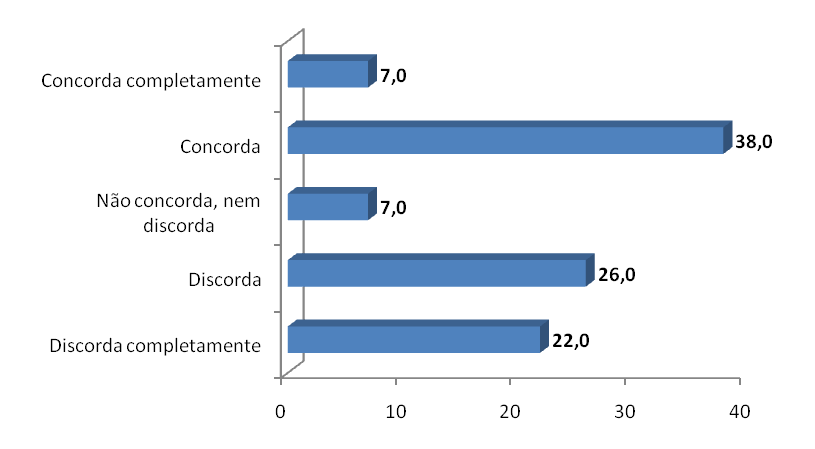 Concorda completamente
7,0
Concorda
38,0
Não concorda, nem
discorda
7,0
Discorda
26,0
Discorda completamente
22,0
0 10 20 30 40